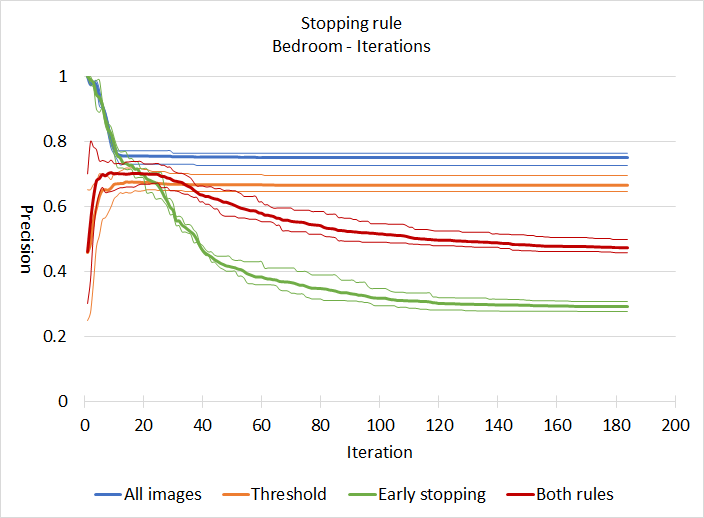 Stopping rule
Bedroom - Iterations
Precision
1
0.8
0.6
0.4
0.2
0
0 20 40 60 80 100 120 140 160 180 200
Iteration
All images Threshold Early stopping Both rules